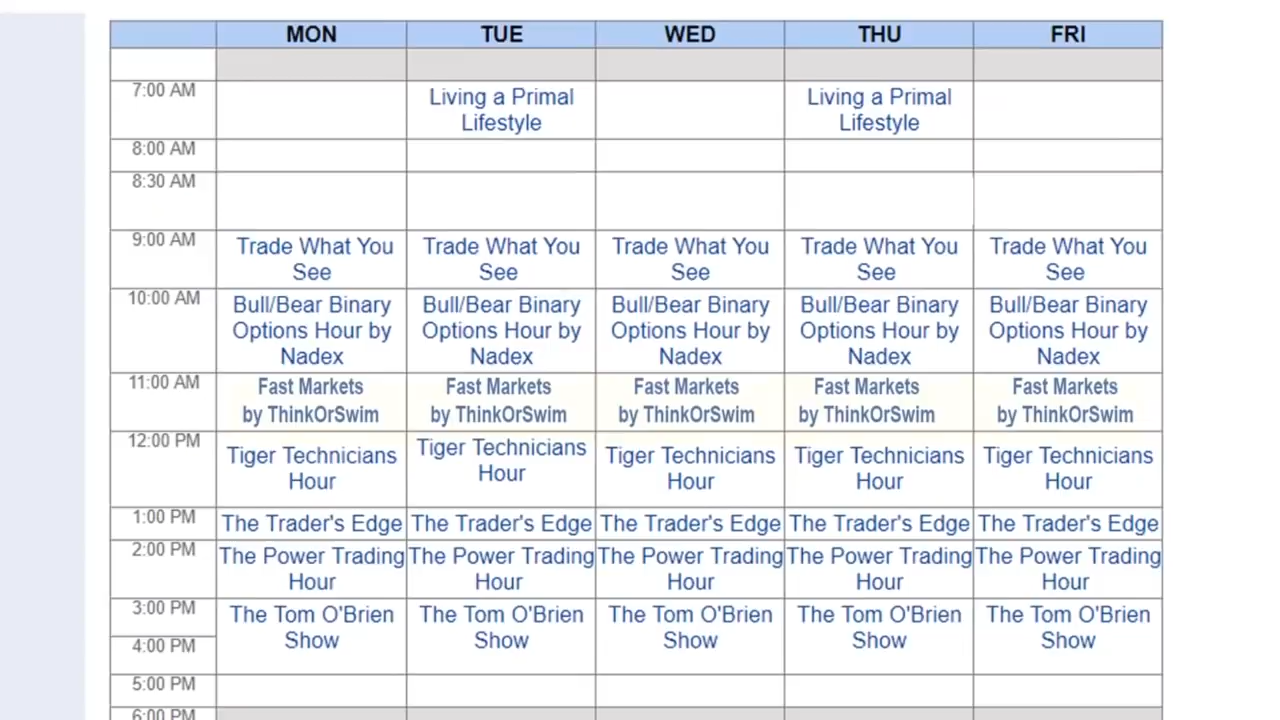 MON TUE WED THU FRI
7:00 AM
Living a Primal Lifestyle
Living a Primal Lifestyle
8:00 AM
8:30 AM
9:00 AM
Trade What You See
Trade What You See
Trade What You See
Trade What You See
Trade What You See
10:00 AM
Bull/Bear Binary Options Hour by Nadex
Bull/Bear Binary Options Hour by Nadex
Bull/Bear Binary Options Hour by Nadex
Bull/Bear Binary Options Hour by Nadex
Bull/Bear Binary Options Hour by Nadex
11:00 AM
Fast Markets by ThinkOrSwim
Fast Markets by ThinkOrSwim
Fast Markets by ThinkOrSwim
Fast Markets by ThinkOrSwim
Fast Markets by ThinkOrSwim
12:00 PM
Tiger Technicians Hour
Tiger Technicians Hour
Tiger Technicians Hour
Tiger Technicians Hour
Tiger Technicians Hour
1:00 PM
The Trader's Edge
The Trader's Edge
The Trader's Edge
The Trader's Edge
The Trader's Edge
2:00 PM
The Power Trading Hour
The Power Trading Hour
The Power Trading Hour
The Power Trading Hour
The Power Trading Hour
3:00 PM
The Tom O'Brien Show
The Tom O'Brien Show
The Tom O'Brien Show
The Tom O'Brien Show
The Tom O'Brien Show
4:00 PM
5:00 PM
6:00 PM